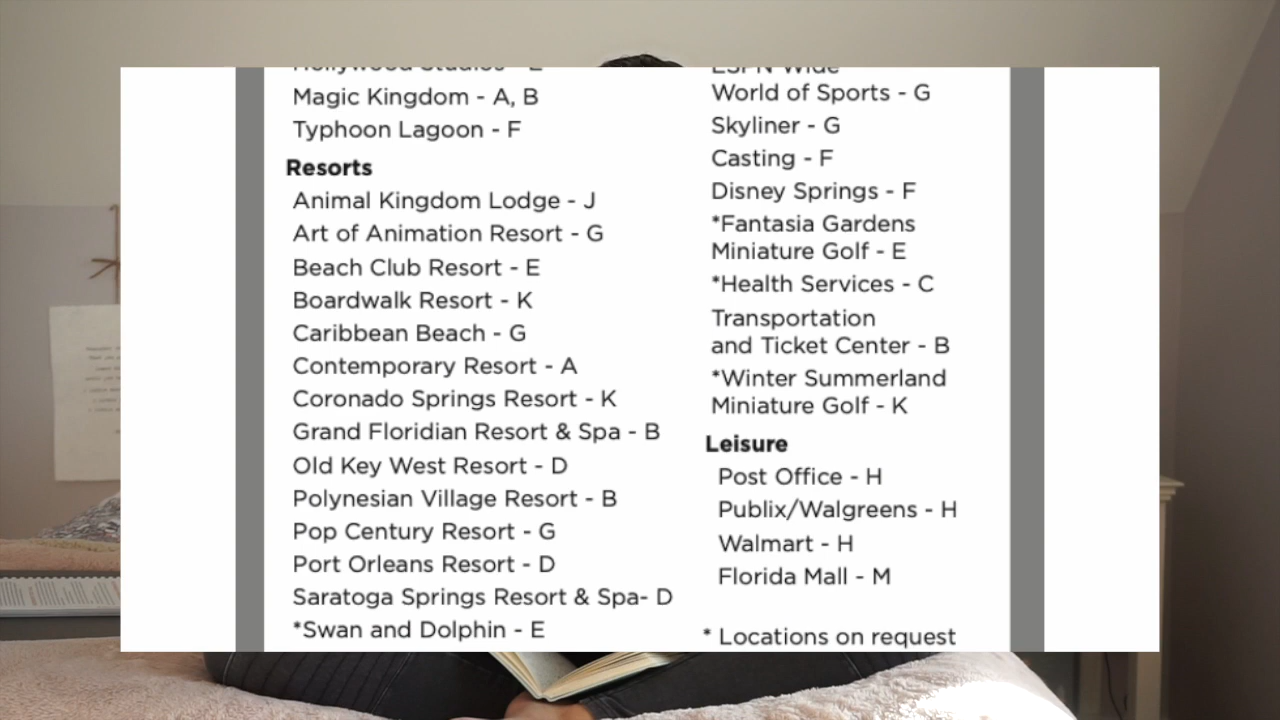 Hollywood Studios - E
Magic Kingdom - A, B
Typhoon Lagoon - F
Resorts
Animal Kingdom Lodge - J
Art of Animation Resort - G
Beach Club Resort - E
Boardwalk Resort - K
Caribbean Beach - G
Contemporary Resort - A
Coronado Springs Resort - K
Grand Floridian Resort & Spa - B
Old Key West Resort - D
Polynesian Village Resort - B
Pop Century Resort - G
Port Orleans Resort - D
Saratoga Springs Resort & Spa- D
*Swan and Dolphin - E
ESPN Wide
World of Sports - G
Skyliner - G
Casting - F
Disney Springs - F
*Fantasia Gardens
Miniature Golf - E
*Health Services - C
Transportation
and Ticket Center - B
*Winter Summerland
Miniature Golf - K
Leisure
Post Office - H
Publix/Walgreens - H
Walmart - H
Florida Mall - M
* Locations on request